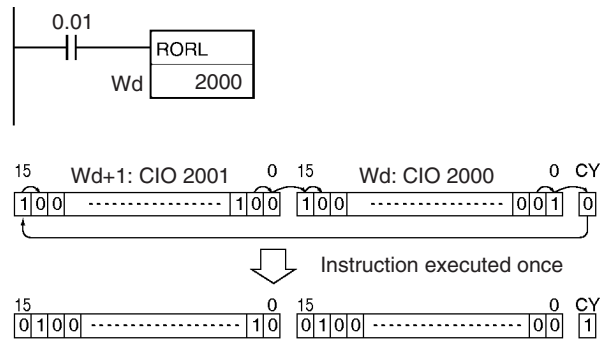 0.01
RORL
Wd 2000
15 Wd+1: CIO 2001 0 15 Wd: CIO 2000 0 CY
1 0 0 1 0 0 1 0 0 0 0 1 0
Instruction executed once
15 0 15 0 CY
0 1 0 0 1 0 0 1 0 0 0 0 1